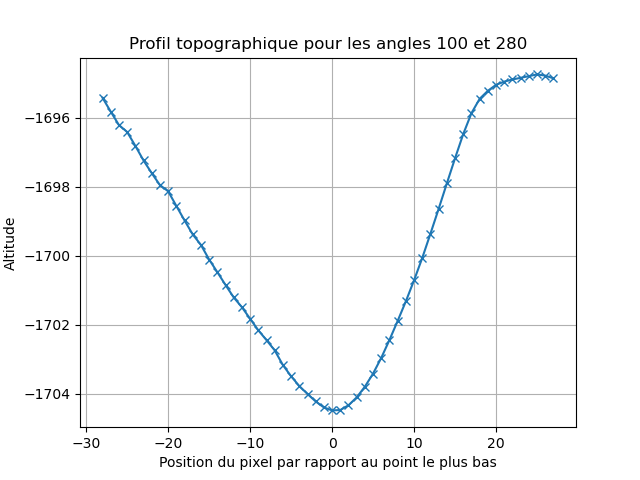 Profil topographique pour les angles 100 et 280
Altitude
−1696
−1698
−1700
−1702
−1704
−30 −20 −10 0 10 20
Position du pixel par rapport au point le plus bas